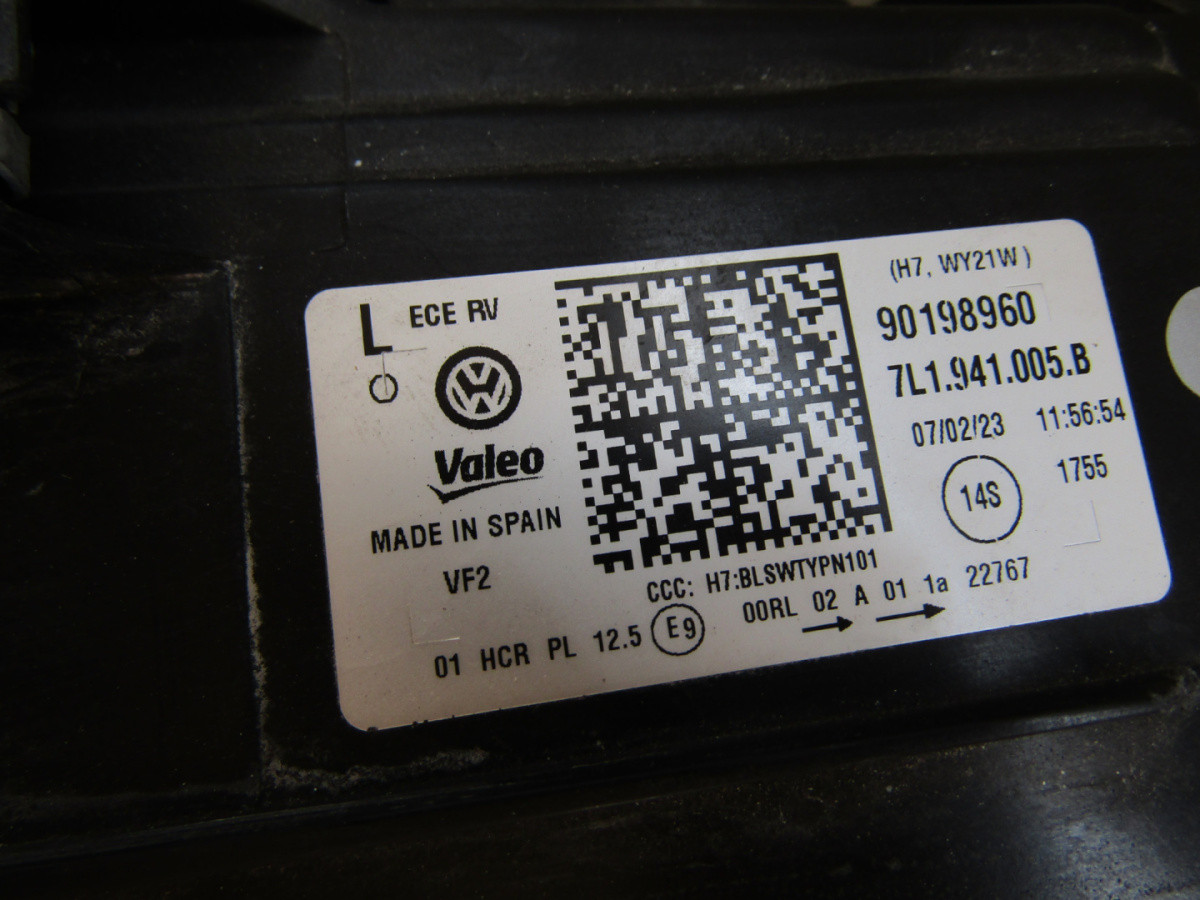 L ECE RV
VW
Valeo
MADE IN SPAIN
VF2
(H7, WY21W)
90198960
7L1.941.005.B
07/02/23 11:56:54
14S 1755
CCC: H7:BLSWTYPN101
01 HCR PL 12.5 E9 00RL 02 A 01 1a 22767